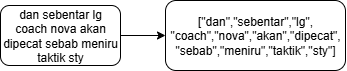 dan sebentar lg
coach nova akan
dipecat sebab meniru
taktik sty
["dan","sebentar","lg",
"coach","nova","akan","dipecat",
"sebab","meniru","taktik","sty"]